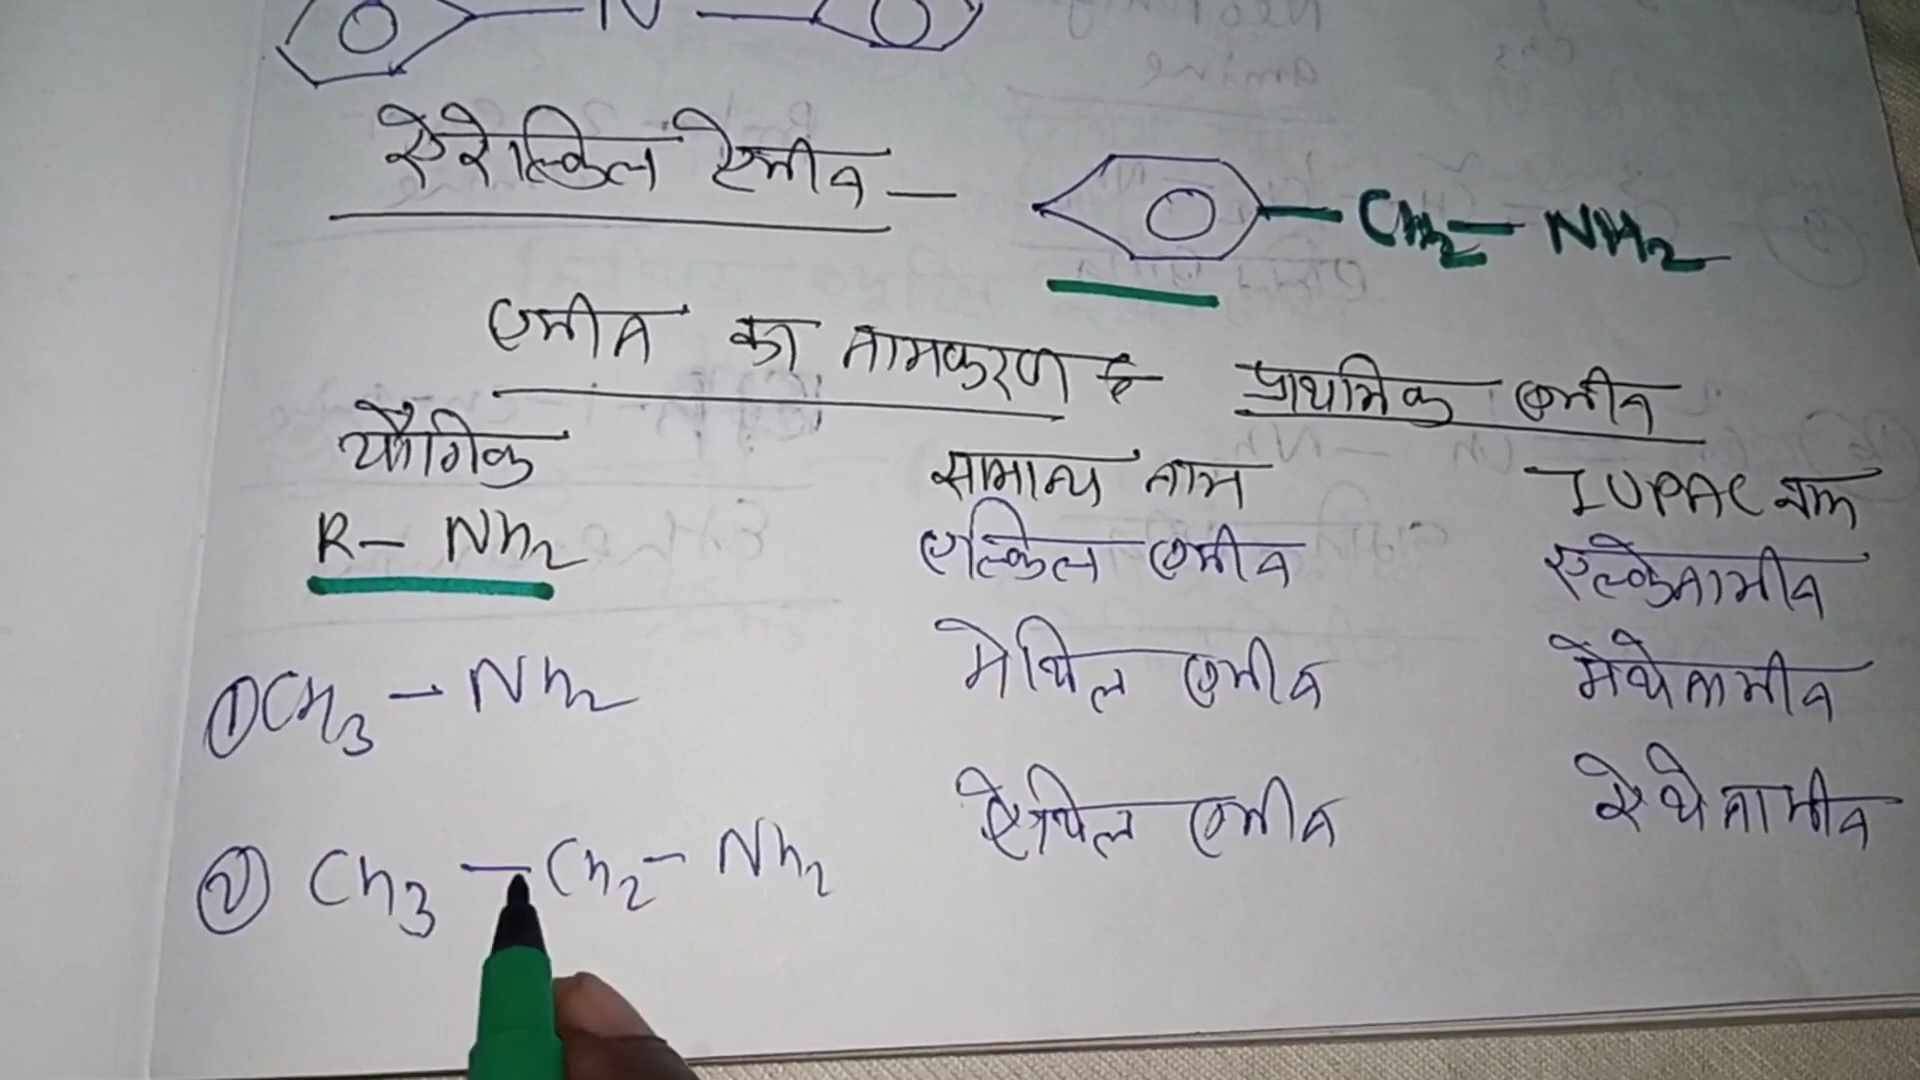 N
ऐरेल्किल ऐमीन — CH2 — NH2
एमीन का नामकरण ÷ प्राथमिक एमीन
यौगिक सामान्य नाम IUPAC नाम
R — Nh2 एल्किल एमीन एल्केनामीन
① CH3 — Nh2 मेथिल एमीन मेथेनामीन
② Ch3 — Ch2 — Nh2 ऐथिल एमीन ऐथेनामीन